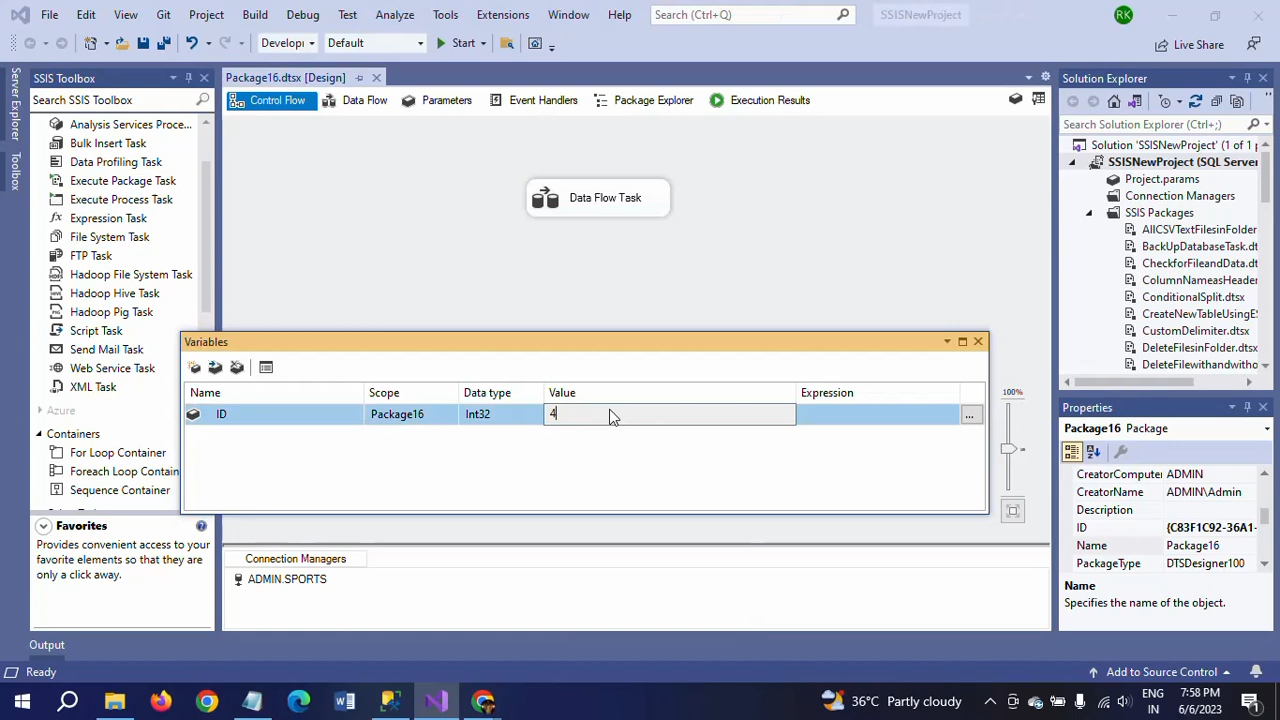 File Edit View Git Project Build Debug Test Analyze Tools Extensions Window Help Search (Ctrl+Q) SSISNewProject RK
Developi Default Start Live Share
Server Explorer
Toolbox
SSIS Toolbox
Search SSIS Toolbox
Analysis Services Proce...
Bulk Insert Task
Data Profiling Task
Execute Package Task
Execute Process Task
Expression Task
File System Task
FTP Task
Hadoop File System Task
Hadoop Hive Task
Hadoop Pig Task
Script Task
Send Mail Task
Web Service Task
XML Task
Azure
Containers
For Loop Container
Foreach Loop Contain
Sequence Container
Favorites
Provides convenient access to your
favorite elements so that they are
only a click away.
Package16.dtsx [Design]
Control Flow Data Flow Parameters Event Handlers Package Explorer Execution Results
Data Flow Task
Variables
Name Scope Data type Value Expression
ID Package16 Int32 4 ...
100%
Connection Managers
ADMIN.SPORTS
Solution Explorer
Search Solution Explorer (Ctrl+;)
Solution 'SSISNewProject' (1 of 1 p
SSISNewProject (SQL Server
Project.params
Connection Managers
SSIS Packages
AllCSVTextFilesinFolder
BackUpDatabaseTask.dt
CheckforFileandData.dt
ColumnNameasHeader
ConditionalSplit.dtsx
CreateNewTableUsingES
CustomDelimiter.dtsx
DeleteFilesinFolder.dts
DeleteFilewithandwitho
Properties
Package16 Package
CreatorComputer ADMIN
CreatorName ADMIN\Admin
Description
ID {C83F1C92-36A1-
Name Package16
PackageType DTSDesigner100
Name
Specifies the name of the object.
Output
Ready Add to Source Control
36°C Partly cloudy ENG IN 7:58 PM 6/6/2023 1